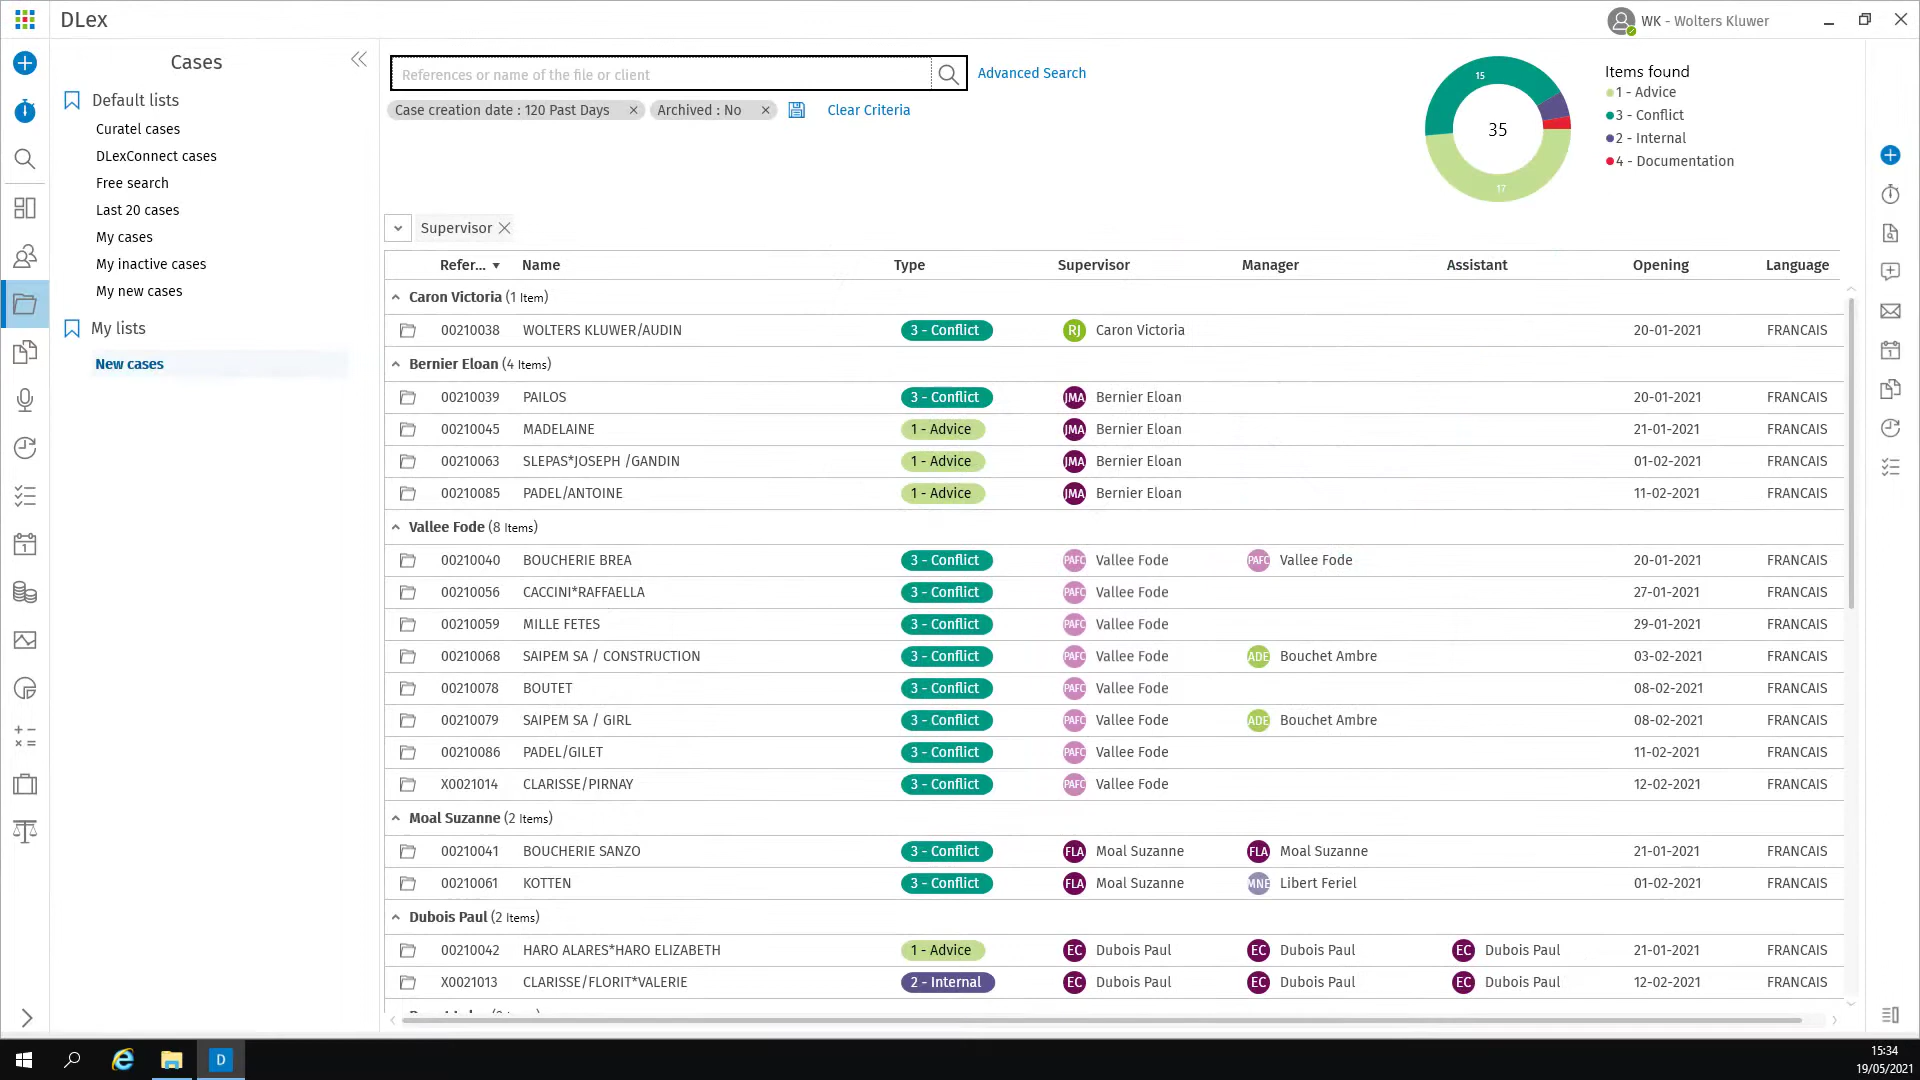 DLex
WK - Wolters Kluwer
Cases
Default lists
Curatel cases
DLexConnect cases
Free search
Last 20 cases
My cases
My inactive cases
My new cases
My lists
New cases
References or name of the file or client
Advanced Search
Case creation date : 120 Past Days
Archived : No
Clear Criteria
15
35
17
Items found
1 - Advice
3 - Conflict
2 - Internal
4 - Documentation
Supervisor
Refer... Name Type Supervisor Manager Assistant Opening Language
Caron Victoria (1 Item)
00210038 WOLTERS KLUWER/AUDIN 3 - Conflict RJ Caron Victoria 20-01-2021 FRANCAIS
Bernier Eloan (4 Items)
00210039 PAILOS 3 - Conflict JMA Bernier Eloan 20-01-2021 FRANCAIS
00210045 MADELAINE 1 - Advice JMA Bernier Eloan 21-01-2021 FRANCAIS
00210063 SLEPAS*JOSEPH /GANDIN 1 - Advice JMA Bernier Eloan 01-02-2021 FRANCAIS
00210085 PADEL/ANTOINE 1 - Advice JMA Bernier Eloan 11-02-2021 FRANCAIS
Vallee Fode (8 Items)
00210040 BOUCHERIE BREA 3 - Conflict PAFC Vallee Fode PAFC Vallee Fode 20-01-2021 FRANCAIS
00210056 CACCINI*RAFFAELLA 3 - Conflict PAFC Vallee Fode 27-01-2021 FRANCAIS
00210059 MILLE FETES 3 - Conflict PAFC Vallee Fode 29-01-2021 FRANCAIS
00210068 SAIPEM SA / CONSTRUCTION 3 - Conflict PAFC Vallee Fode ADE Bouchet Ambre 03-02-2021 FRANCAIS
00210078 BOUTET 3 - Conflict PAFC Vallee Fode 08-02-2021 FRANCAIS
00210079 SAIPEM SA / GIRL 3 - Conflict PAFC Vallee Fode ADE Bouchet Ambre 08-02-2021 FRANCAIS
00210086 PADEL/GILET 3 - Conflict PAFC Vallee Fode 11-02-2021 FRANCAIS
X0021014 CLARISSE/PIRNAY 3 - Conflict PAFC Vallee Fode 12-02-2021 FRANCAIS
Moal Suzanne (2 Items)
00210041 BOUCHERIE SANZO 3 - Conflict FLA Moal Suzanne FLA Moal Suzanne 21-01-2021 FRANCAIS
00210061 KOTTEN 3 - Conflict FLA Moal Suzanne MNE Libert Feriel 01-02-2021 FRANCAIS
Dubois Paul (2 Items)
00210042 HARO ALARES*HARO ELIZABETH 1 - Advice EC Dubois Paul EC Dubois Paul EC Dubois Paul 21-01-2021 FRANCAIS
X0021013 CLARISSE/FLORIT*VALERIE 2 - Internal EC Dubois Paul EC Dubois Paul EC Dubois Paul 12-02-2021 FRANCAIS
D
15:34
19/05/2021